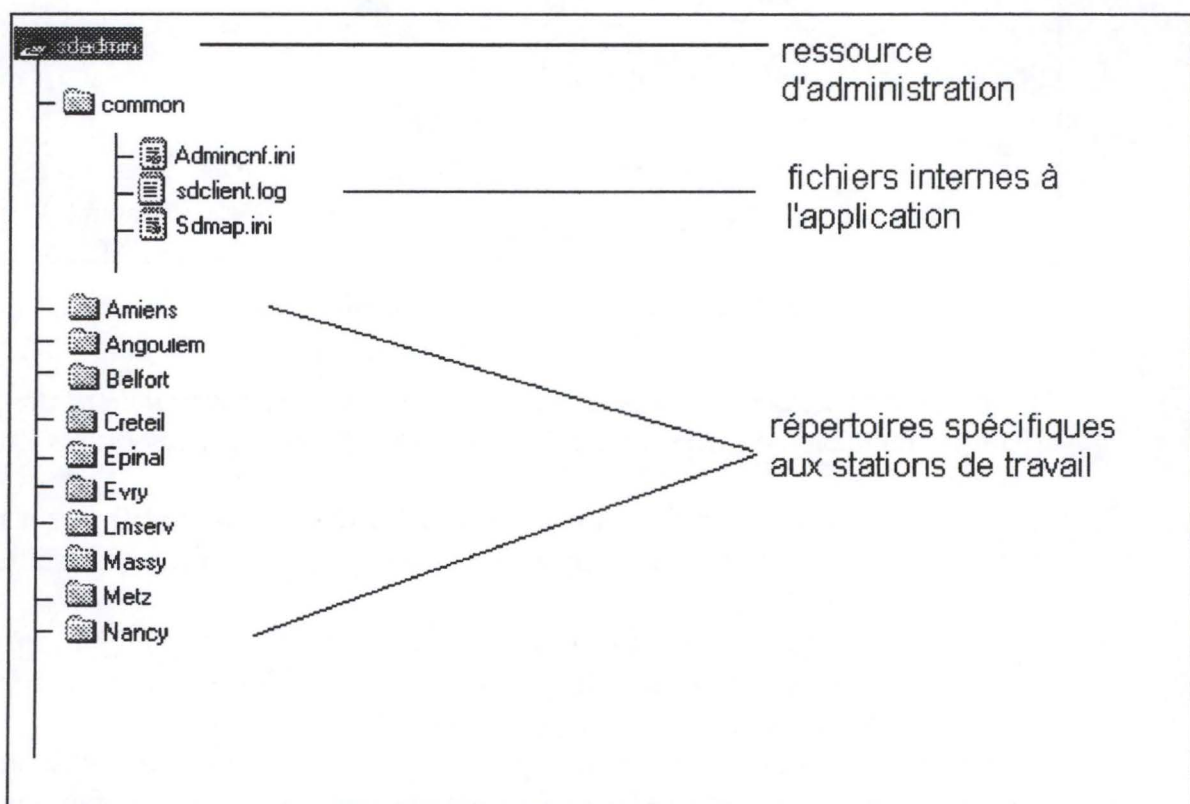 sdadmin
ressource
d'administration
common
Admincnf.ini
sdclient.log
Sdmap.ini
fichiers internes à
l'application
Amiens
Angoulem
Belfort
Creteil
Epinal
Evry
Lmserv
Massy
Metz
Nancy
répertoires spécifiques
aux stations de travail